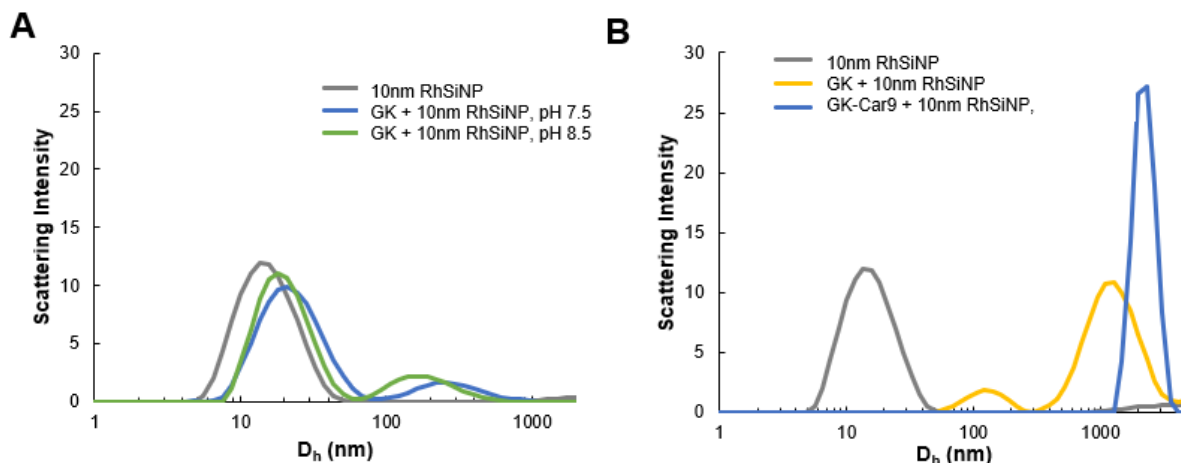 A
30
25
20
15
10
5
0
Scattering Intensity
10nm RhSiNP
GK + 10nm RhSiNP, pH 7.5
GK + 10nm RhSiNP, pH 8.5
1
10
100
1000
Dh (nm)
B
30
25
20
15
10
5
0
Scattering Intensity
10nm RhSiNP
GK + 10nm RhSiNP
GK-Car9 + 10nm RhSiNP,
1
10
100
1000
Dh (nm)